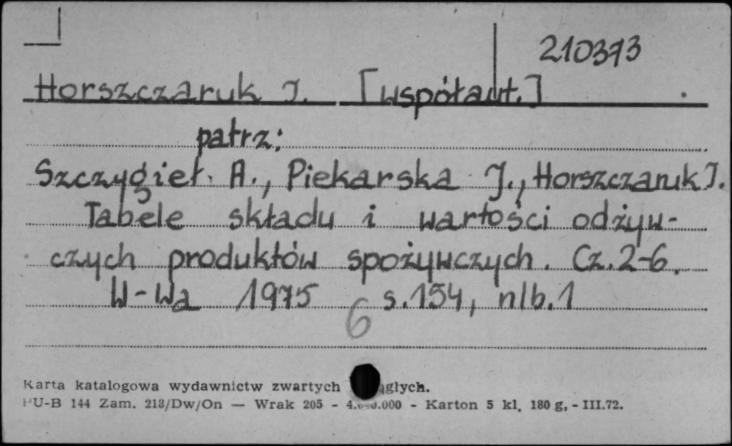 210373
Horszczaruk J. [współaut.]
patrz:
Szczygieł A., Piekarska J., Horszczaruk J.
Tabele składu i wartości odżyw-
czych produktów spożywczych. Cz. 2-6.
W-wa 1975 s. 154, nlb. 1
6
Karta katalogowa wydawnictw zwartych
PU-B 144 Zam. 213/Dw/On — Wrak 205 - - Karton 5 kl. 180 g, - III.72.